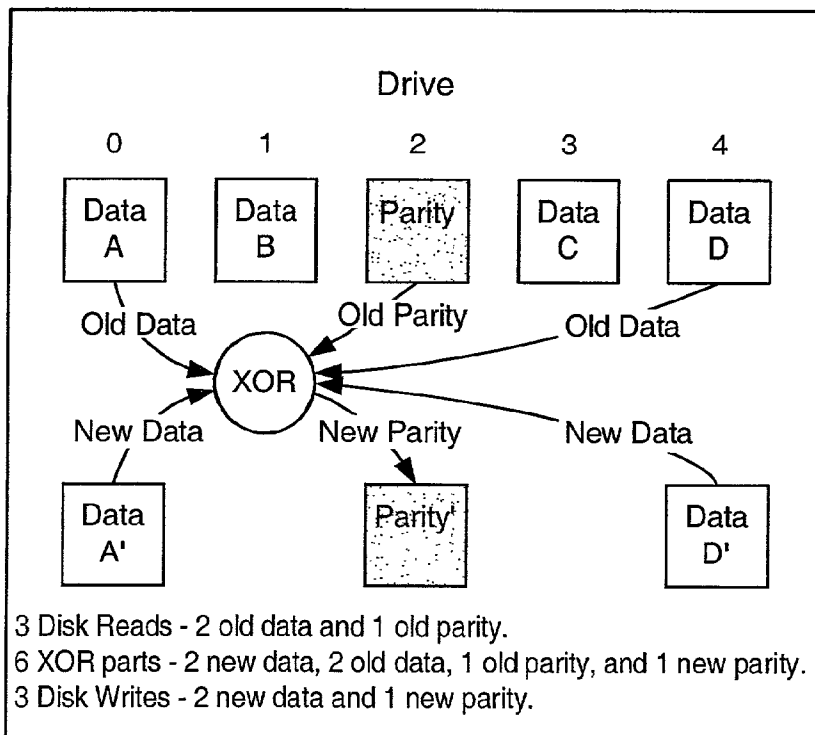 Drive
0 1 2 3 4
Data A
Data B
Parity
Data C
Data D
Old Data
Old Parity
Old Data
XOR
New Data
New Parity
New Data
Data A'
Parity'
Data D'
3 Disk Reads - 2 old data and 1 old parity.
6 XOR parts - 2 new data, 2 old data, 1 old parity, and 1 new parity.
3 Disk Writes - 2 new data and 1 new parity.